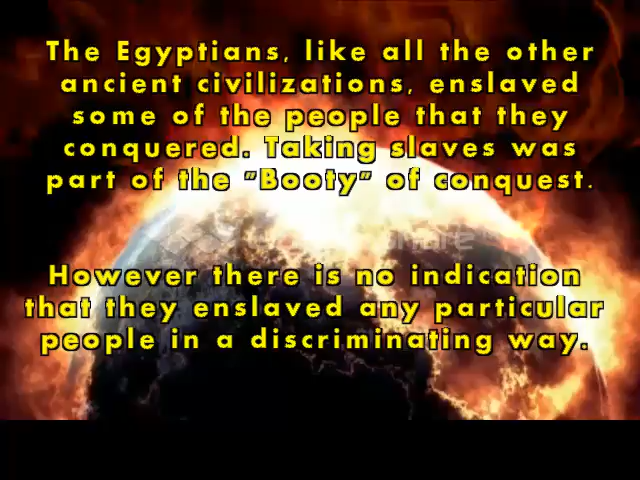 The Egyptians, like all the other
ancient civilizations, enslaved
some of the people that they
conquered. Taking slaves was
part of the "Booty" of conquest.
However there is no indication
that they enslaved any particular
people in a discriminating way.